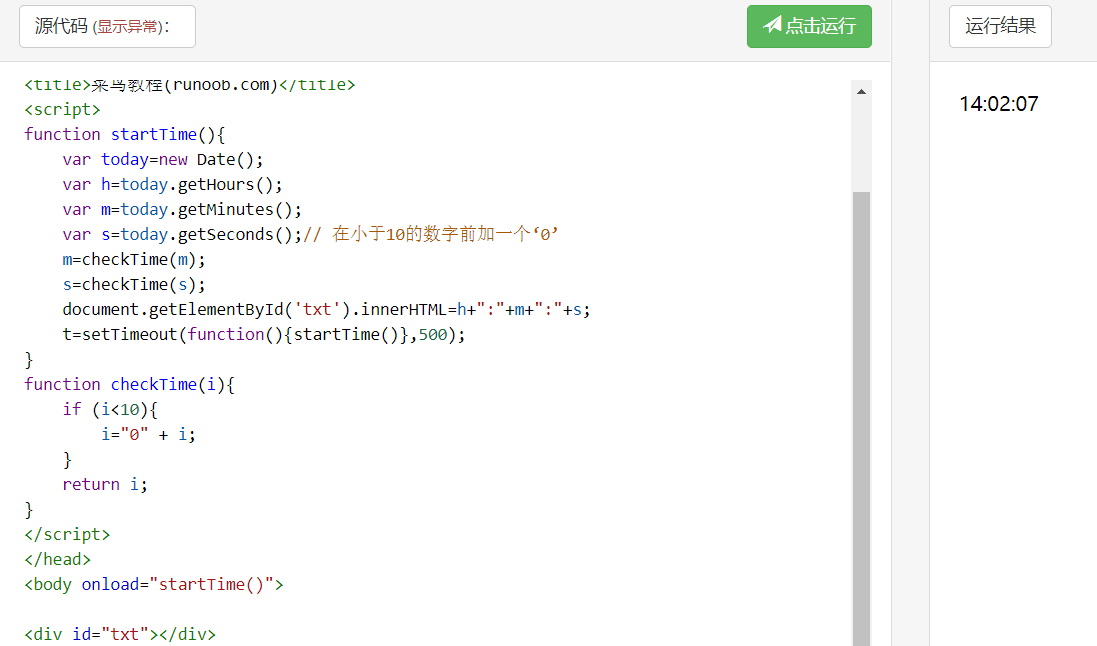 源代码 (显示异常):
点击运行
运行结果
<title>菜鸟教程(runoob.com)</title>
<script>
function startTime(){
    var today=new Date();
    var h=today.getHours();
    var m=today.getMinutes();
    var s=today.getSeconds();// 在小于10的数字前加一个‘0’
    m=checkTime(m);
    s=checkTime(s);
    document.getElementById('txt').innerHTML=h+":"+m+":"+s;
    t=setTimeout(function(){startTime()},500);
}
function checkTime(i){
    if (i<10){
        i="0" + i;
    }
    return i;
}
</script>
</head>
<body onload="startTime()">
<div id="txt"></div>
14:02:07